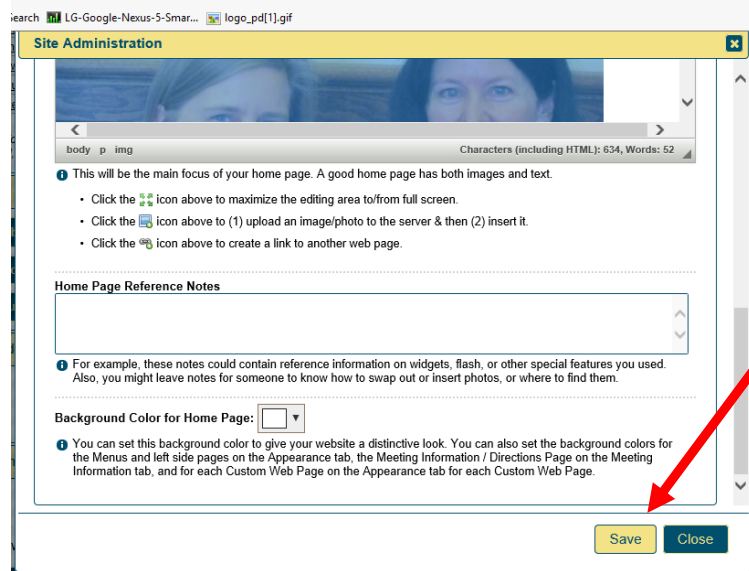 Search LG-Google-Nexus-5-Smar... logo_pd[1].gif
Site Administration
body p img Characters (including HTML): 634, Words: 52
This will be the main focus of your home page. A good home page has both images and text.
• Click the icon above to maximize the editing area to/from full screen.
• Click the icon above to (1) upload an image/photo to the server & then (2) insert it.
• Click the icon above to create a link to another web page.
Home Page Reference Notes
For example, these notes could contain reference information on widgets, flash, or other special features you used.
Also, you might leave notes for someone to know how to swap out or insert photos, or where to find them.
Background Color for Home Page:
You can set this background color to give your website a distinctive look. You can also set the background colors for
the Menus and left side pages on the Appearance tab, the Meeting Information / Directions Page on the Meeting
Information tab, and for each Custom Web Page on the Appearance tab for each Custom Web Page.
Save Close